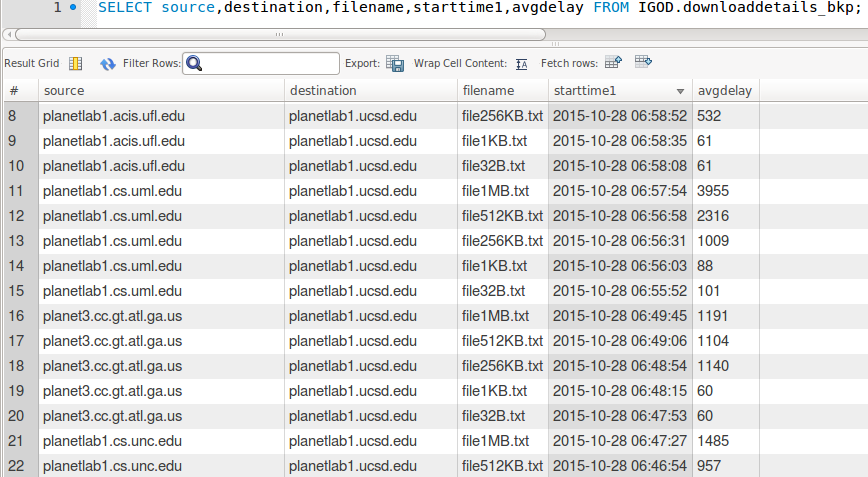 1 SELECT source,destination,filename,starttime1,avgdelay FROM IGOD.downloaddetails_bkp;
Result Grid Filter Rows: Export: Wrap Cell Content: Fetch rows:
# source destination filename starttime1 avgdelay
8 planetlab1.acis.ufl.edu planetlab1.ucsd.edu file256KB.txt 2015-10-28 06:58:52 532
9 planetlab1.acis.ufl.edu planetlab1.ucsd.edu file1KB.txt 2015-10-28 06:58:35 61
10 planetlab1.acis.ufl.edu planetlab1.ucsd.edu file32B.txt 2015-10-28 06:58:08 61
11 planetlab1.cs.uml.edu planetlab1.ucsd.edu file1MB.txt 2015-10-28 06:57:54 3955
12 planetlab1.cs.uml.edu planetlab1.ucsd.edu file512KB.txt 2015-10-28 06:56:58 2316
13 planetlab1.cs.uml.edu planetlab1.ucsd.edu file256KB.txt 2015-10-28 06:56:31 1009
14 planetlab1.cs.uml.edu planetlab1.ucsd.edu file1KB.txt 2015-10-28 06:56:03 88
15 planetlab1.cs.uml.edu planetlab1.ucsd.edu file32B.txt 2015-10-28 06:55:52 101
16 planet3.cc.gt.atl.ga.us planetlab1.ucsd.edu file1MB.txt 2015-10-28 06:49:45 1191
17 planet3.cc.gt.atl.ga.us planetlab1.ucsd.edu file512KB.txt 2015-10-28 06:49:06 1104
18 planet3.cc.gt.atl.ga.us planetlab1.ucsd.edu file256KB.txt 2015-10-28 06:48:54 1140
19 planet3.cc.gt.atl.ga.us planetlab1.ucsd.edu file1KB.txt 2015-10-28 06:48:15 60
20 planet3.cc.gt.atl.ga.us planetlab1.ucsd.edu file32B.txt 2015-10-28 06:47:53 60
21 planetlab1.cs.unc.edu planetlab1.ucsd.edu file1MB.txt 2015-10-28 06:47:27 1485
22 planetlab1.cs.unc.edu planetlab1.ucsd.edu file512KB.txt 2015-10-28 06:46:54 957